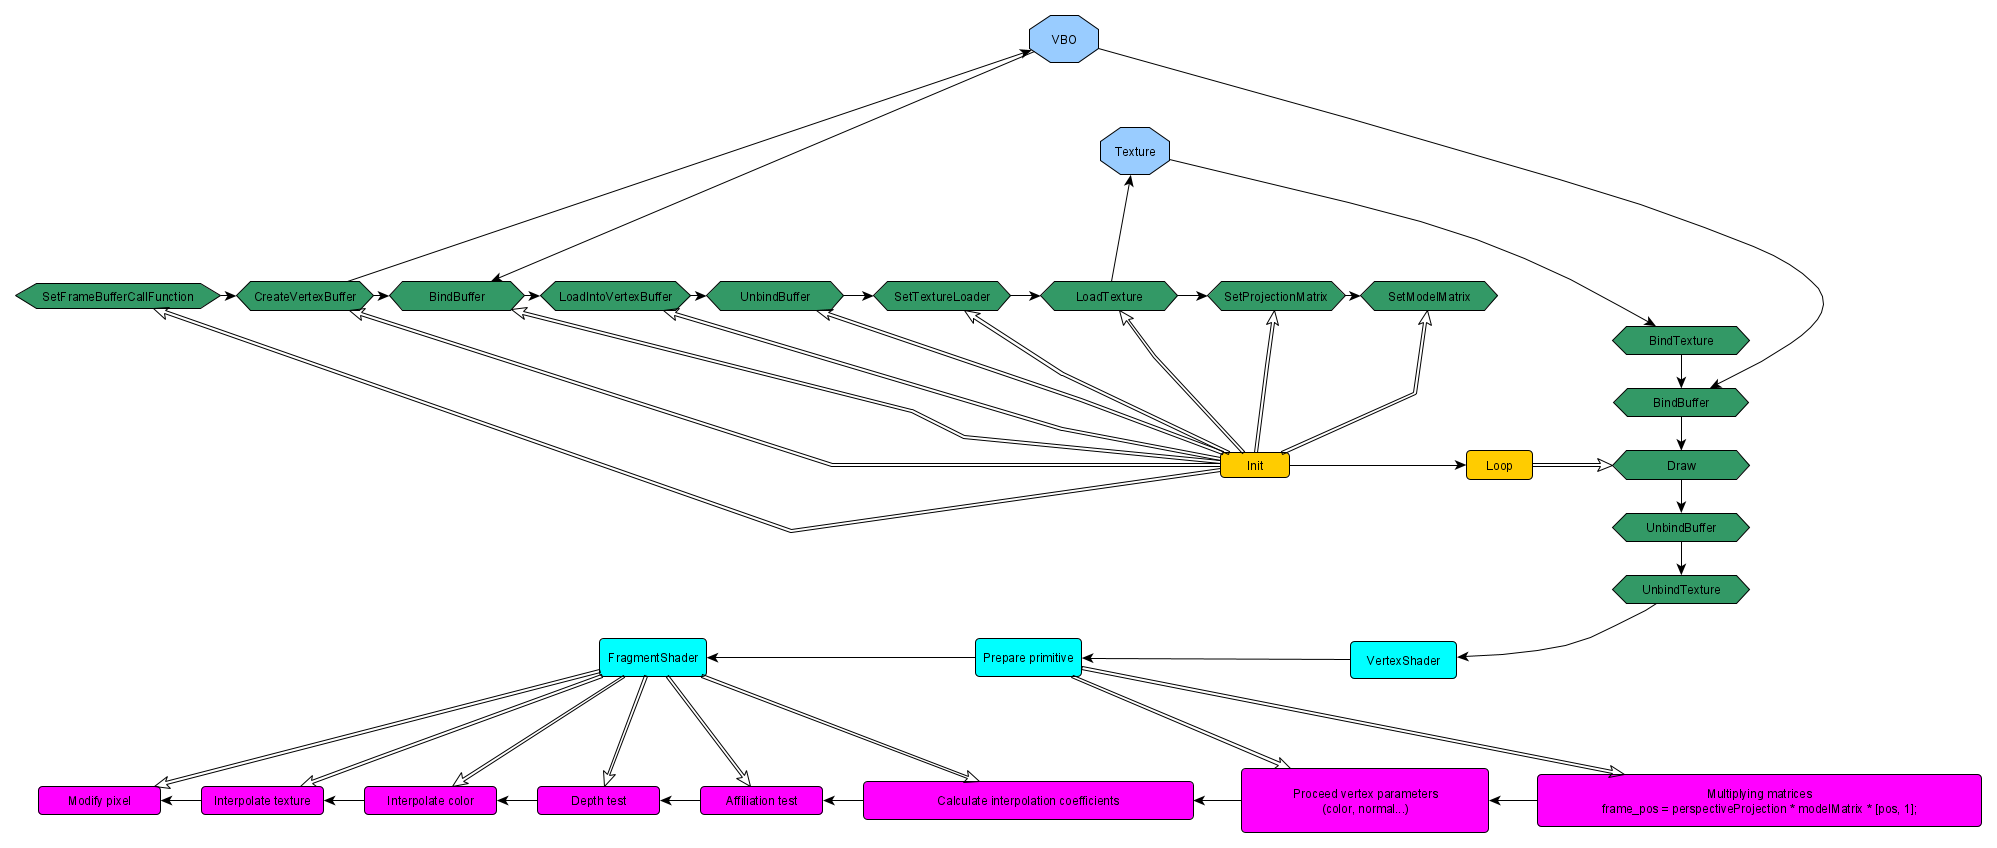 VBO
Texture
SetFrameBufferCallFunction
CreateVertexBuffer
BindBuffer
LoadIntoVertexBuffer
UnbindBuffer
SetTextureLoader
LoadTexture
SetProjectionMatrix
SetModelMatrix
BindTexture
BindBuffer
Init
Loop
Draw
UnbindBuffer
UnbindTexture
FragmentShader
Prepare primitive
VertexShader
Modify pixel
Interpolate texture
Interpolate color
Depth test
Affiliation test
Calculate interpolation coefficients
Proceed vertex parameters
(color, normal...)
Multiplying matrices
frame_pos = perspectiveProjection * modelMatrix * [pos, 1];